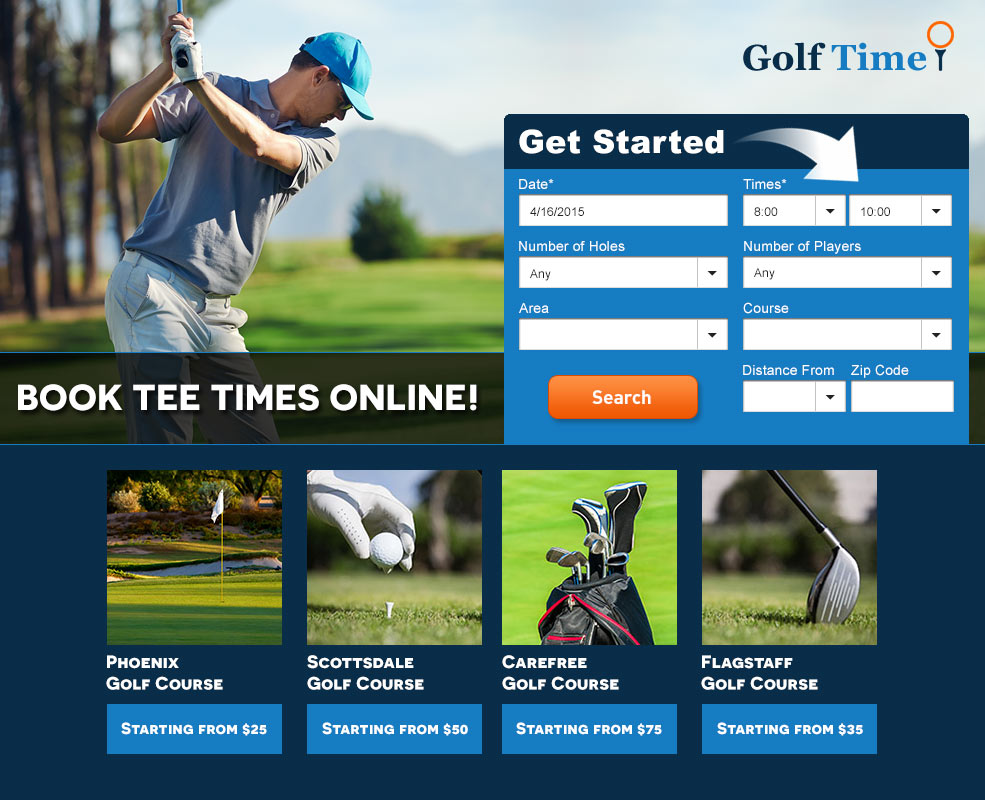 Golf Time
Get Started
Date* Times*
4/16/2015 8:00 10:00
Number of Holes Number of Players
Any Any
Area Course
Distance From Zip Code
Search
BOOK TEE TIMES ONLINE!
Phoenix
Golf Course
Starting from $25
Scottsdale
Golf Course
Starting from $50
Carefree
Golf Course
Starting from $75
Flagstaff
Golf Course
Starting from $35